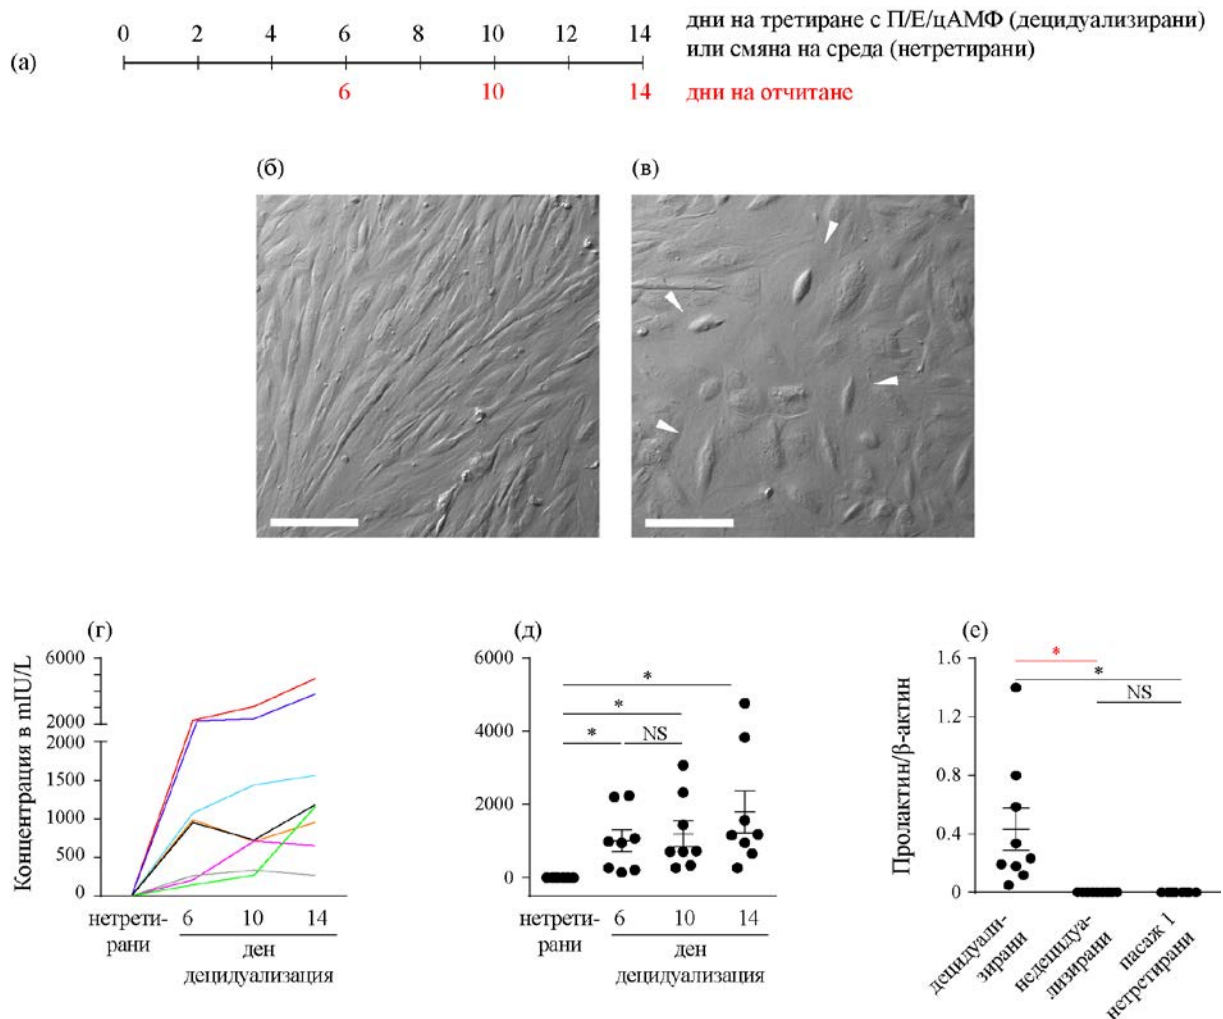 0 2 4 6 8 10 12 14 дни на третиране с П/Е/цАМФ (децидуализирани)
или смяна на среда (нетретирани)
(а)
6 10 14 дни на отчитане
(б) (в)
(г) (д) (е)
Концентрация в mIU/L
6000
2000
2000
1500
1000
500
0
нетрети-
рани
6 10 14
ден
децидуализация
6000
4000
2000
0
*
*
* NS
нетрети-
рани
6 10 14
ден
децидуализация
Пролактин/β-актин
1.6
1.2
0.8
0.4
0
*
*
NS
децидуали-
зирани
недецидуа-
лизирани
пасаж 1
нетретирани